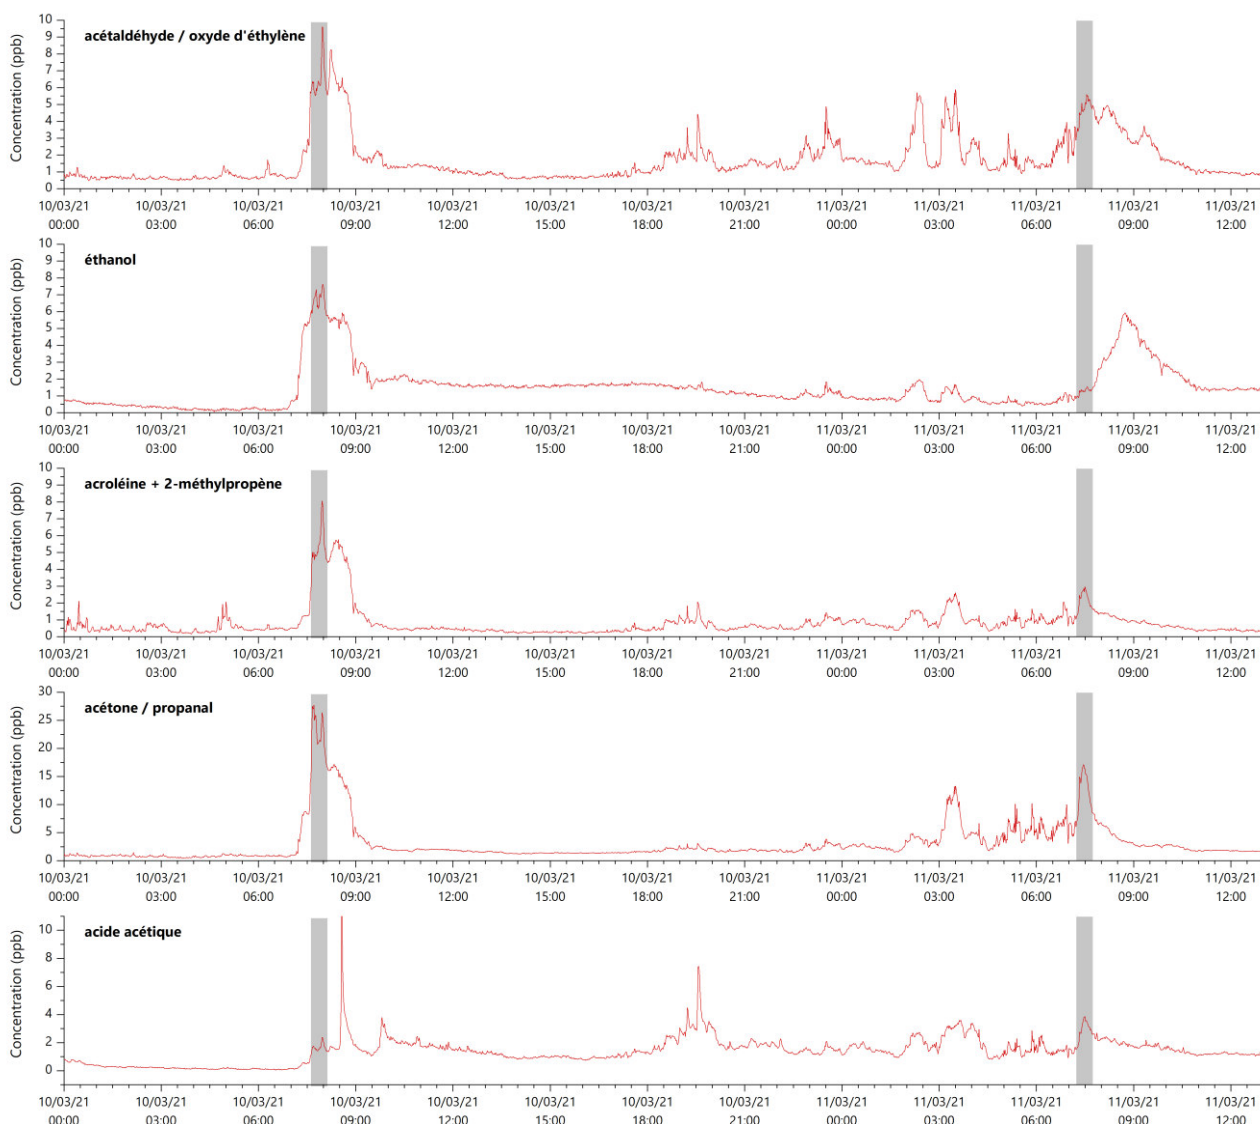 Concentration (ppb)
acétaldéhyde / oxyde d'éthylène
10
9
8
7
6
5
4
3
2
1
0
10/03/21 10/03/21 10/03/21 10/03/21 10/03/21 10/03/21 10/03/21 10/03/21 11/03/21 11/03/21 11/03/21 11/03/21 11/03/21
00:00 03:00 06:00 09:00 12:00 15:00 18:00 21:00 00:00 03:00 06:00 09:00 12:00
Concentration (ppb)
éthanol
10
9
8
7
6
5
4
3
2
1
0
10/03/21 10/03/21 10/03/21 10/03/21 10/03/21 10/03/21 10/03/21 10/03/21 11/03/21 11/03/21 11/03/21 11/03/21 11/03/21
00:00 03:00 06:00 09:00 12:00 15:00 18:00 21:00 00:00 03:00 06:00 09:00 12:00
Concentration (ppb)
acroléine + 2-méthylpropène
10
9
8
7
6
5
4
3
2
1
0
10/03/21 10/03/21 10/03/21 10/03/21 10/03/21 10/03/21 10/03/21 10/03/21 11/03/21 11/03/21 11/03/21 11/03/21 11/03/21
00:00 03:00 06:00 09:00 12:00 15:00 18:00 21:00 00:00 03:00 06:00 09:00 12:00
Concentration (ppb)
acétone / propanal
30
25
20
15
10
5
0
10/03/21 10/03/21 10/03/21 10/03/21 10/03/21 10/03/21 10/03/21 10/03/21 11/03/21 11/03/21 11/03/21 11/03/21 11/03/21
00:00 03:00 06:00 09:00 12:00 15:00 18:00 21:00 00:00 03:00 06:00 09:00 12:00
Concentration (ppb)
acide acétique
10
8
6
4
2
0
10/03/21 10/03/21 10/03/21 10/03/21 10/03/21 10/03/21 10/03/21 10/03/21 11/03/21 11/03/21 11/03/21 11/03/21 11/03/21
00:00 03:00 06:00 09:00 12:00 15:00 18:00 21:00 00:00 03:00 06:00 09:00 12:00